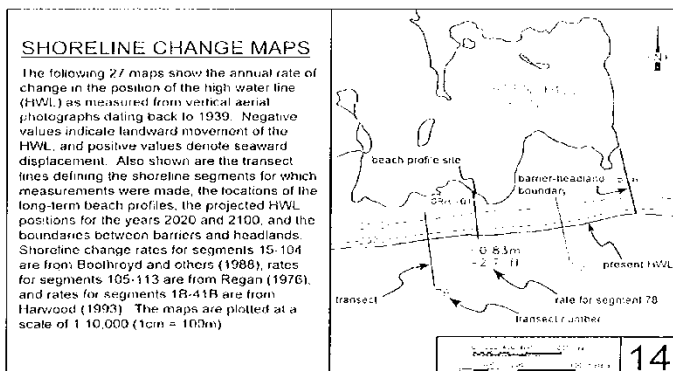 SHORELINE CHANGE MAPS
The following 27 maps show the annual rate of
change in the position of the high water line
(HWL) as measured from vertical aerial
photographs dating back to 1939. Negative
values indicate landward movement of the
HWL, and positive values denote seaward
displacement. Also shown are the transect
lines defining the shoreline segments for which
measurements were made, the locations of the
long-term beach profiles, the projected HWL
positions for the years 2020 and 2100, and the
boundaries between barriers and headlands.
Shoreline change rates for segments 15-104
are from Boothroyd and others (1988), rates
for segments 105-113 are from Regan (1976),
and rates for segments 18-41B are from
Harwood (1993). The maps are plotted at a
scale of 1:10,000 (1cm = 100m)
N
beach profile site
barrier-headland
boundary
0.83m
-2.7 ft
present HWL
transect
rate for segment 78
transect number
14